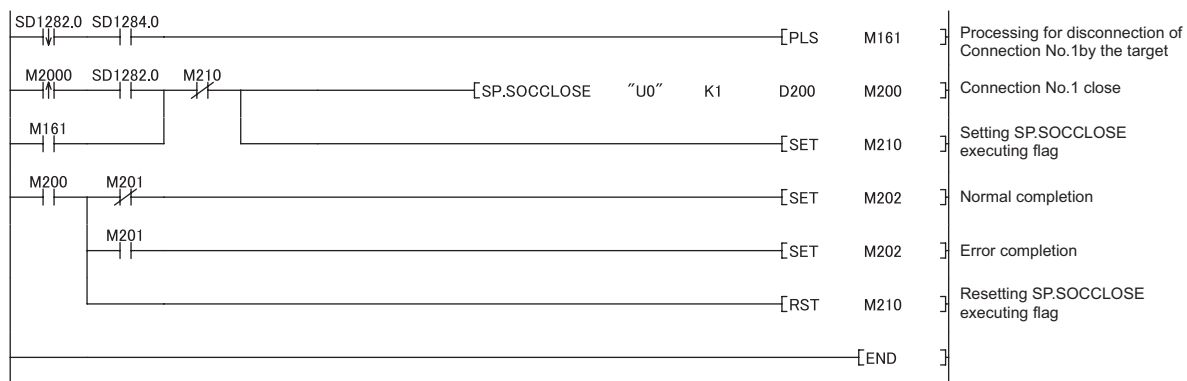 SD1282.0 SD1284.0
[PLS M161 ]
Processing for disconnection of
Connection No.1by the target
M2000 SD1282.0 M210
[SP.SOCCLOSE "U0" K1 D200 M200 ]
Connection No.1 close
M161
[SET M210 ]
Setting SP.SOCCLOSE
executing flag
M200 M201
[SET M202 ]
Normal completion
M201
[SET M202 ]
Error completion
[RST M210 ]
Resetting SP.SOCCLOSE
executing flag
[END ]